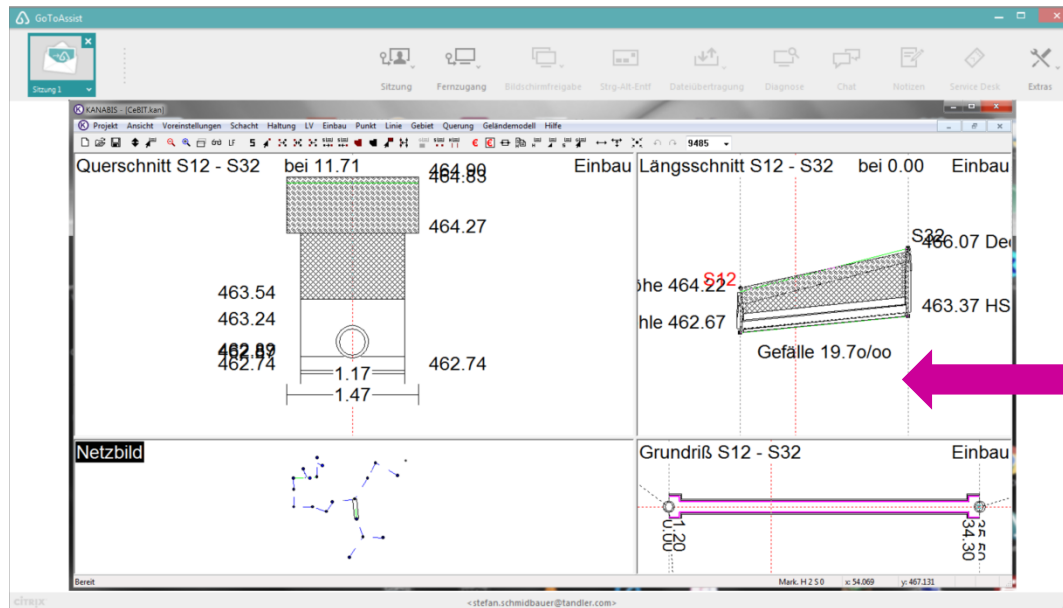 GoToAssist
Sitzung 1
Sitzung
Fernzugang
Bildschirmfreigabe
Strg-Alt-Entf
Dateiübertragung
Diagnose
Chat
Notizen
Service Desk
Extras
KANABIS - [CeBIT.kan]
Projekt Ansicht Voreinstellungen Schacht Haltung LV Einbau Punkt Linie Gebiet Querung Geländemodell Hilfe
9485
Querschnitt S12 - S32 bei 11.71 Einbau
464.83
464.27
463.54
463.24
462.74
462.74
1.17
1.47
Längsschnitt S12 - S32 bei 0.00 Einbau
S32
466.07
S12
464.22
463.37 HS
hle 462.67
Gefälle 19.7o/oo
Netzbild
Grundriß S12 - S32 Einbau
0.00
1.20
34.30
35.50
Bereit
Mark. H 2 S 0
x: 54.069
y: 467.131
citrix
<stefan.schmidbauer@tandler.com>